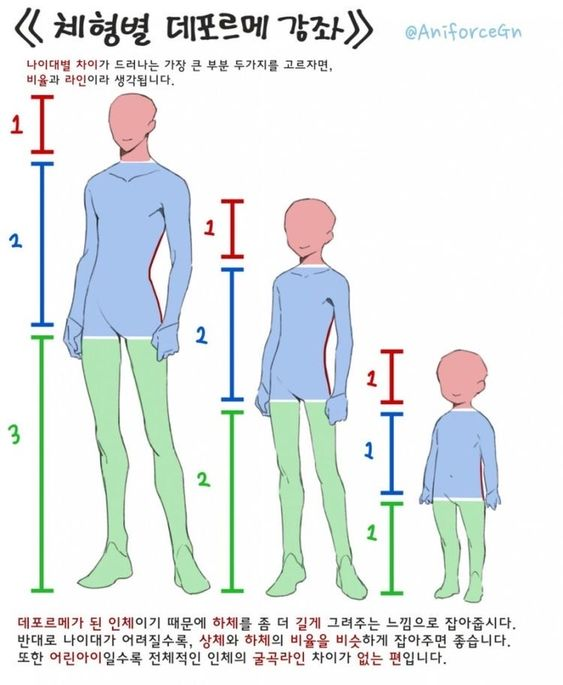 《 체형별 데포르메 강좌 》
@AniforceGn
나이대별 차이가 드러나는 가장 큰 부분 두가지를 고르자면,
비율과 라인이라 생각됩니다.
1
2
3
1
2
2
1
1
1
데포르메가 된 인체이기 때문에 하체를 좀 더 길게 그려주는 느낌으로 잡아줍시다.
반대로 나이대가 어려질수록, 상체와 하체의 비율을 비슷하게 잡아주면 좋습니다.
또한 어린아이일수록 전체적인 인체의 굴곡라인 차이가 없는 편입니다.